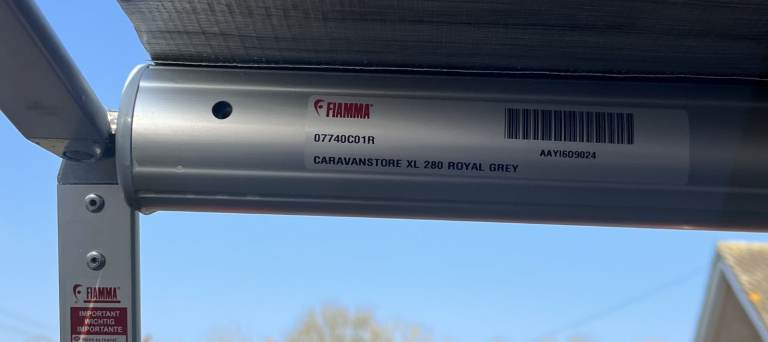 FIAMMA
07740C01R
CARAVANSTORE XL 280 ROYAL GREY
AAYI609024
FIAMMA
IMPORTANT
WICHTIG
IMPORTANTE